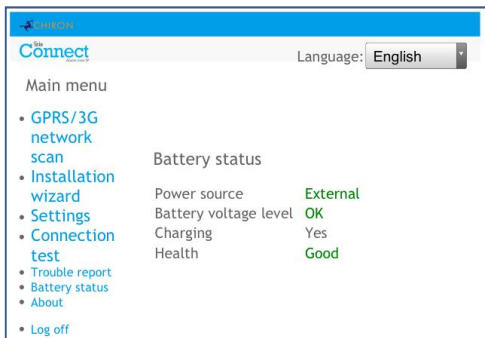 CHIRON
Connect
Language: English
Main menu
• GPRS/3G
network
scan
• Installation
wizard
• Settings
• Connection
test
• Trouble report
• Battery status
• About
• Log off
Battery status
Power source External
Battery voltage level OK
Charging Yes
Health Good